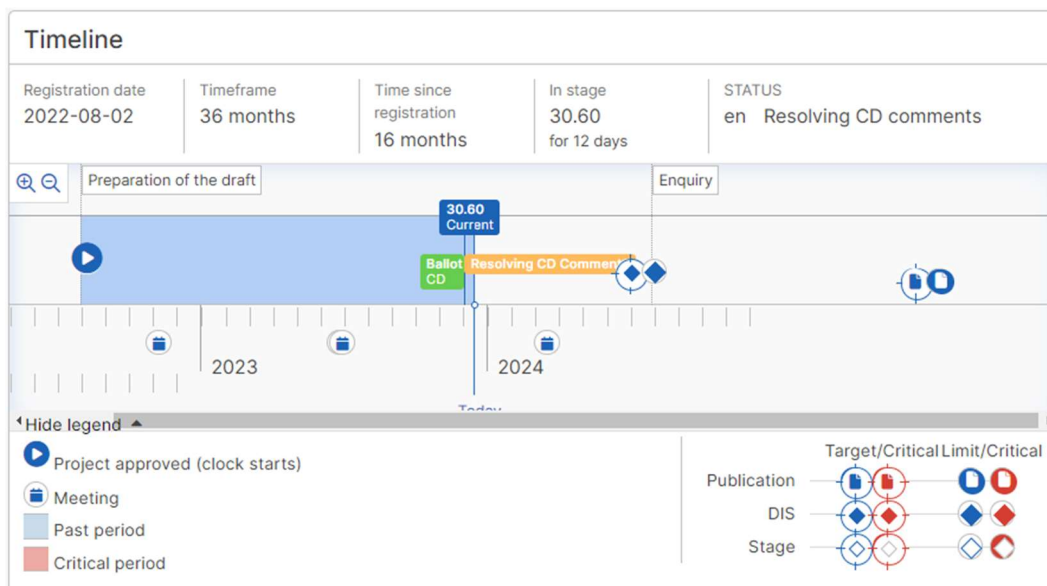 Timeline
Registration date
2022-08-02
Timeframe
36 months
Time since
registration
16 months
In stage
30.60
for 12 days
STATUS
en Resolving CD comments
Preparation of the draft
Enquiry
30.60
Current
Ballot
CD
Resolving CD Comment
2023
2024
Today
Hide legend
Project approved (clock starts)
Meeting
Past period
Critical period
Target/Critical Limit/Critical
Publication
DIS
Stage